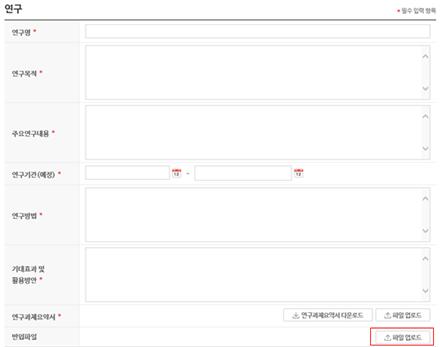 연구
* 필수 입력 항목
연구명 *
연구목적 *
주요연구내용 *
연구기간(예정) *
12 - 12
연구방법 *
기대효과 및
활용방안 *
연구과제요약서 *
연구과제요약서 다운로드 파일 업로드
반입파일
파일 업로드